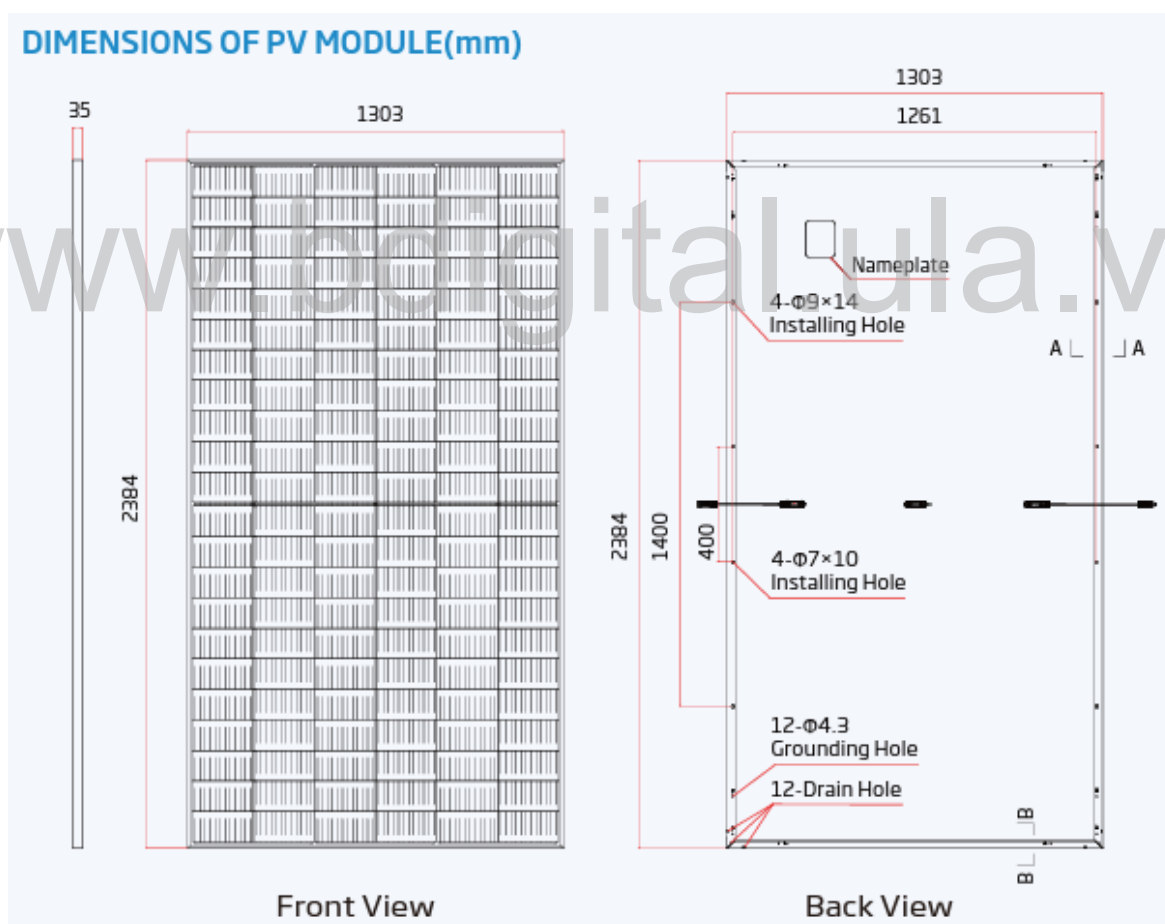 DIMENSIONS OF PV MODULE(mm)
35
1303
2384
Front View
1303
1261
Nameplate
4-Φ9×14
Installing Hole
A
A
2384
1400
400
4-Φ7×10
Installing Hole
12-Φ4.3
Grounding Hole
12-Drain Hole
B
B
Back View
www.bdigital.ula.v